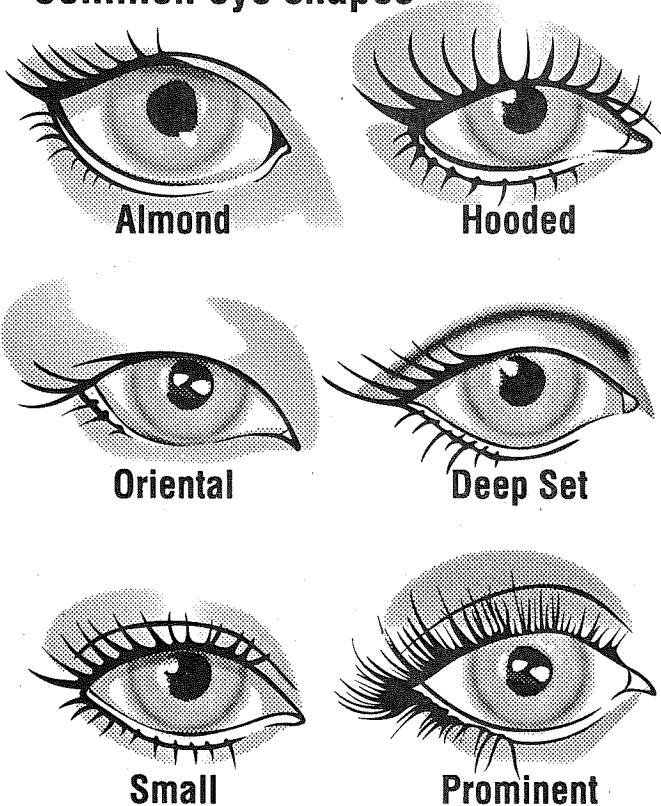 Common eye shapes
Almond
Hooded
Oriental
Deep Set
Small
Prominent